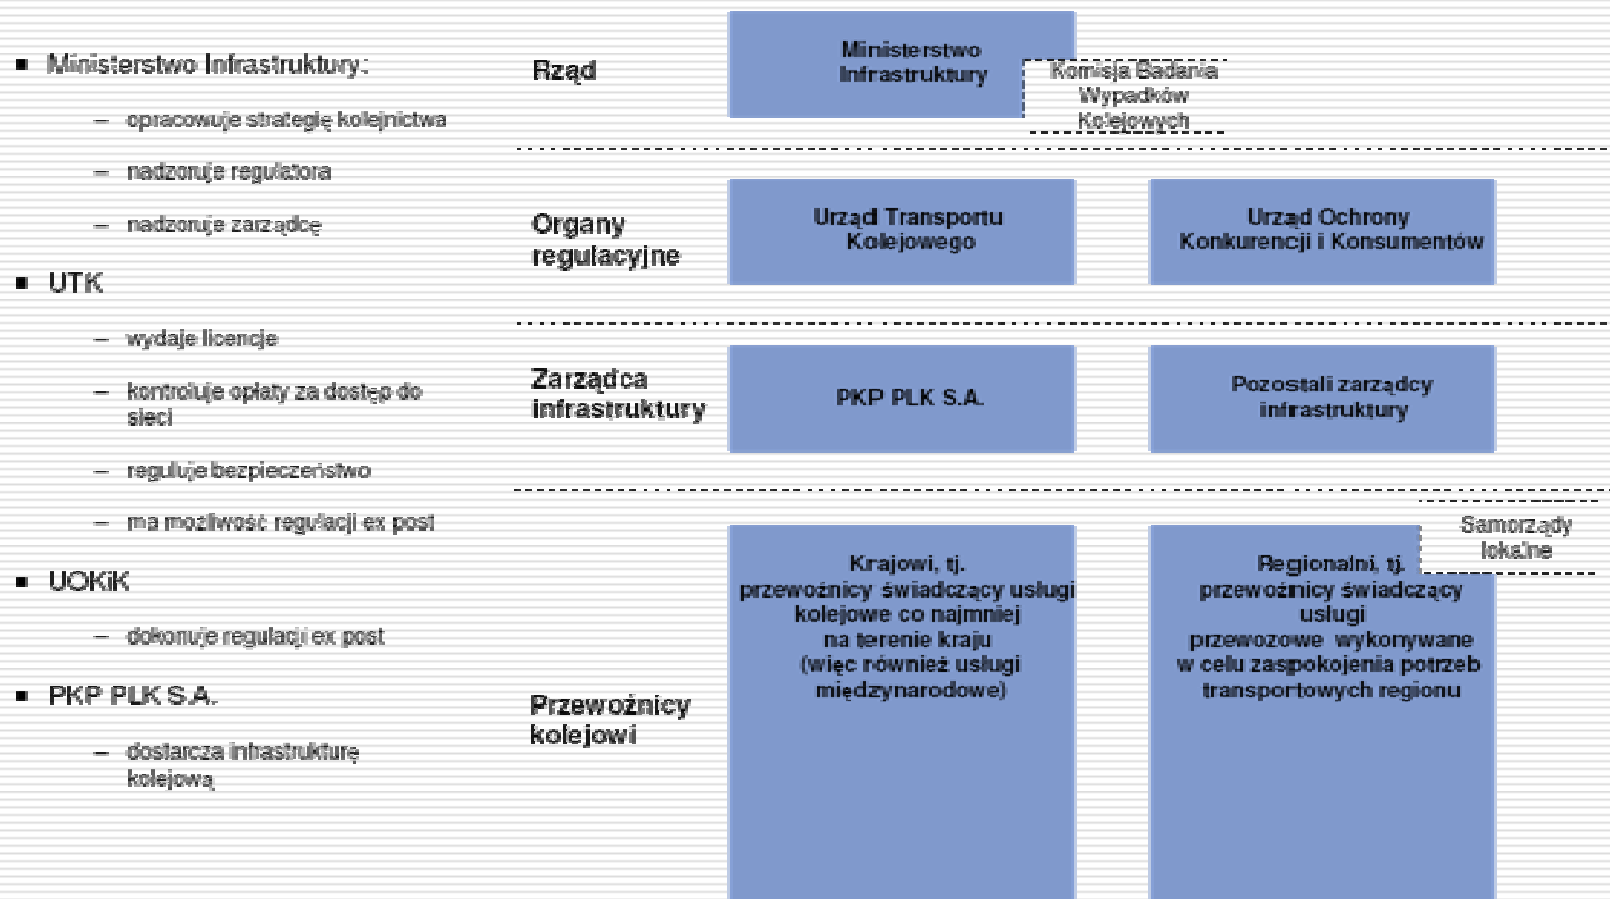 ▪ Ministerstwo Infrastruktury:
– opracowuje strategię kolejnictwa
– nadzoruje regulatora
– nadzoruje zarządcę
▪ UTK
– wydaje licencje
– kontroluje opłaty za dostęp do
sieci
– reguluje bezpieczeństwo
– ma możliwość regulacji ex post
▪ UOKiK
– dokonuje regulacji ex post
▪ PKP PLK S.A.
– dostarcza infrastrukturę
kolejową
Rząd
Ministerstwo
Infrastruktury
Komisja Badania
Wypadków
Kolejowych
Organy
regulacyjne
Urząd Transportu
Kolejowego
Urząd Ochrony
Konkurencji i Konsumentów
Zarządca
infrastruktury
PKP PLK S.A.
Pozostali zarządcy
infrastruktury
Przewoźnicy
kolejowi
Krajowi, tj.
przewoźnicy świadczący usługi
kolejowe co najmniej
na terenie kraju
(więc również usługi
międzynarodowe)
Samorządy
lokalne
Regionalni, tj.
przewoźnicy świadczący
usługi
przewozowe wykonywane
w celu zaspokojenia potrzeb
transportowych regionu